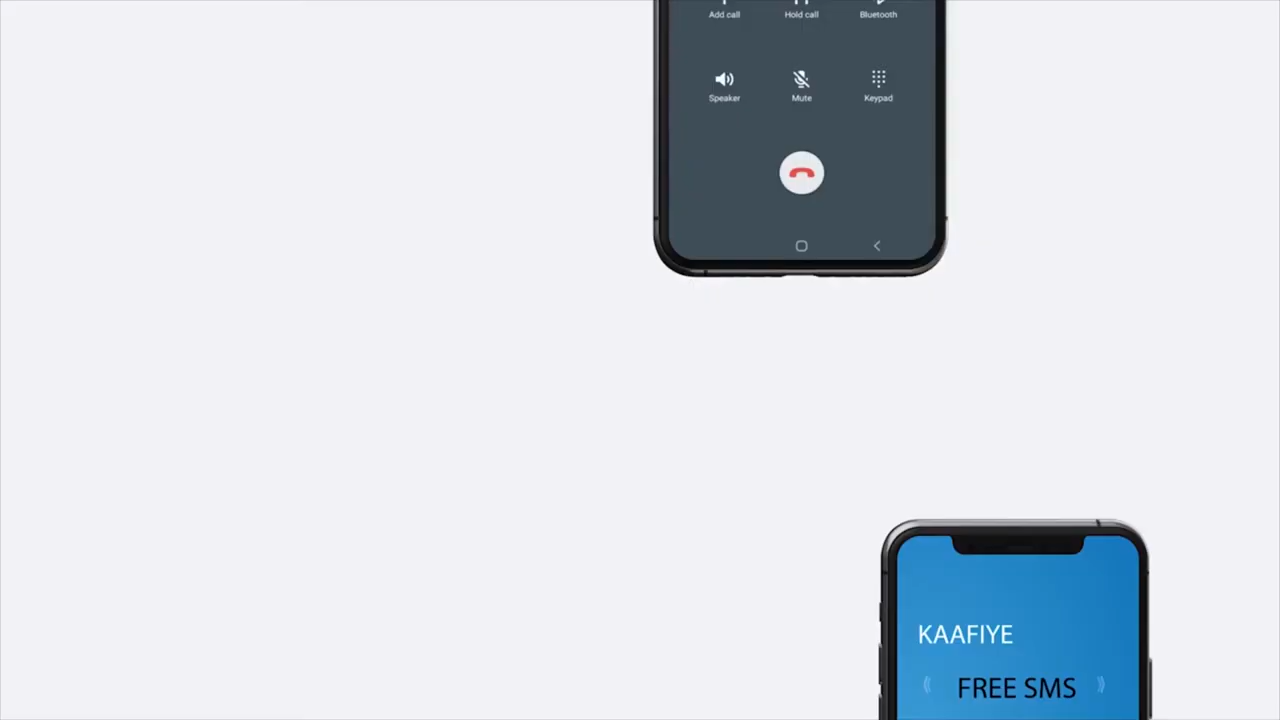 Add call Hold call Bluetooth
Speaker Mute Keypad
KAAFIYE
FREE SMS